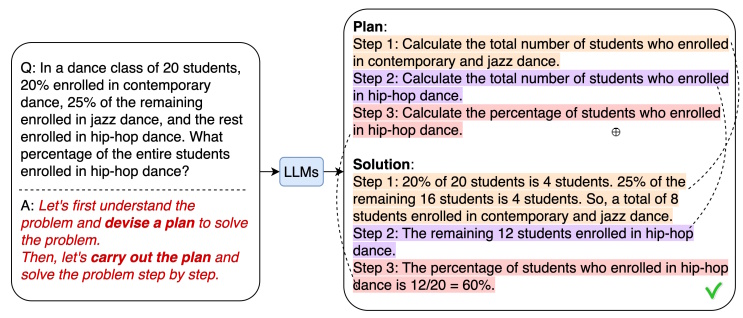 Q: In a dance class of 20 students,
20% enrolled in contemporary
dance, 25% of the remaining
enrolled in jazz dance, and the rest
enrolled in hip-hop dance. What
percentage of the entire students
enrolled in hip-hop dance?
A: Let's first understand the
problem and devise a plan to solve
the problem.
Then, let's carry out the plan and
solve the problem step by step.
LLMs
Plan:
Step 1: Calculate the total number of students who enrolled
in contemporary and jazz dance.
Step 2: Calculate the total number of students who enrolled
in hip-hop dance.
Step 3: Calculate the percentage of students who enrolled
in hip-hop dance.
Solution:
Step 1: 20% of 20 students is 4 students. 25% of the
remaining 16 students is 4 students. So, a total of 8
students enrolled in contemporary and jazz dance.
Step 2: The remaining 12 students enrolled in hip-hop
dance.
Step 3: The percentage of students who enrolled in hip-hop
dance is 12/20 = 60%.